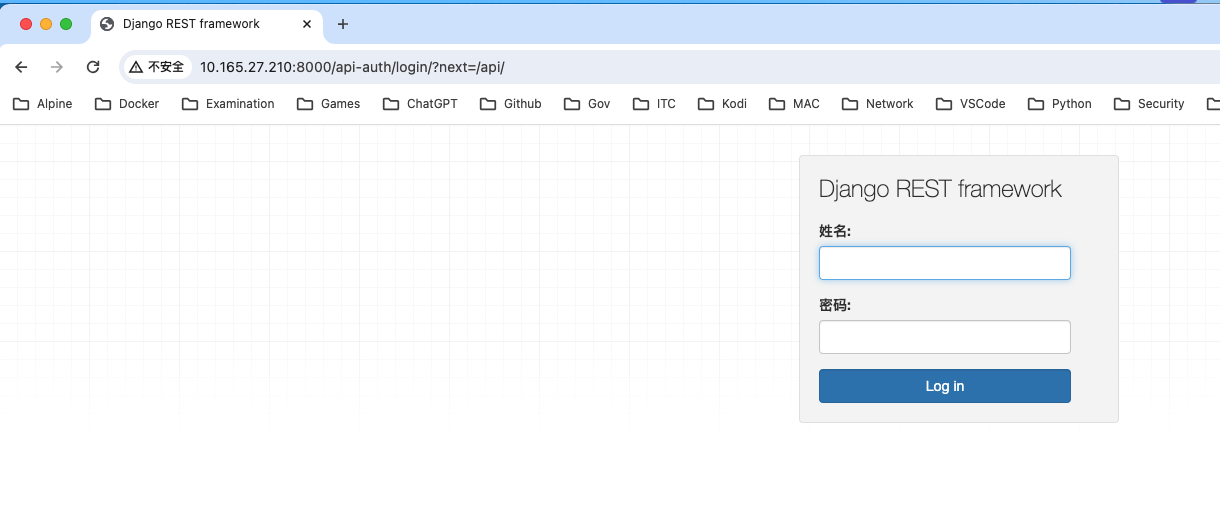 Django REST framework
不安全
10.165.27.210:8000/api-auth/login/?next=/api/
Alpine Docker Examination Games ChatGPT Github Gov ITC Kodi MAC Network VSCode Python Security
Django REST framework
姓名:
密码:
Log in